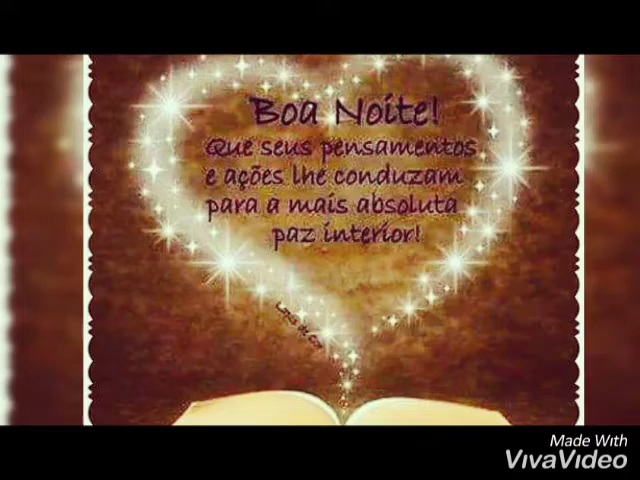 Boa Noite!
Que seus pensamentos
e ações lhe conduzam
para a mais absoluta
paz interior!
Made With
VivaVideo